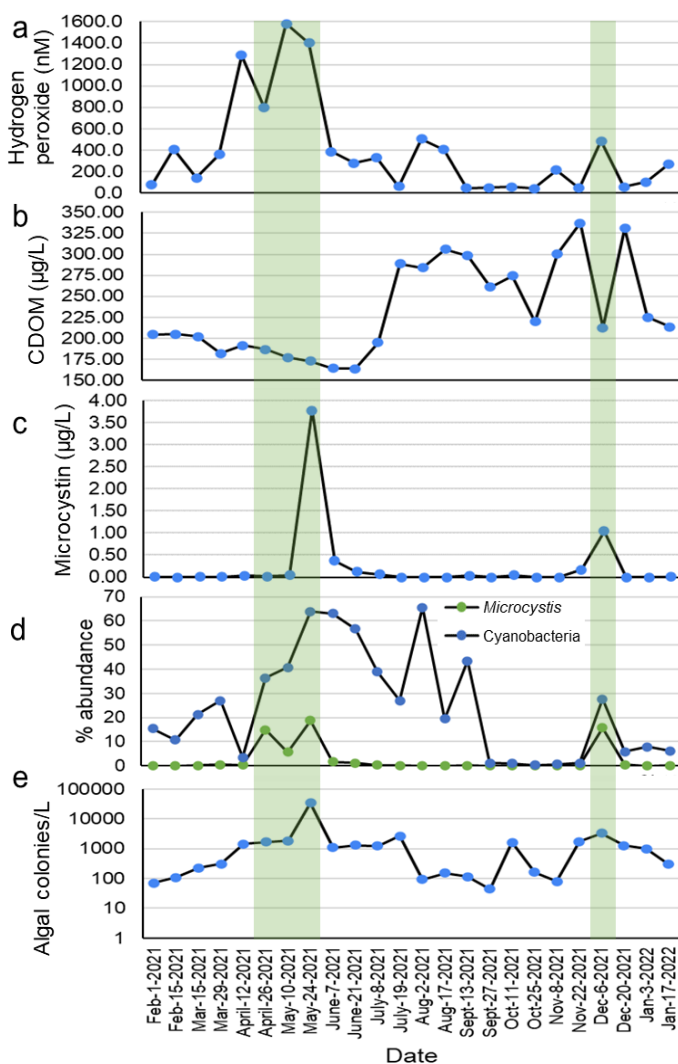 a
Hydrogen
peroxide (nM)
1600.0
1400.0
1200.0
1000.0
800.0
600.0
400.0
200.0
0.0
b
CDOM (µg/L)
350.00
325.00
300.00
275.00
250.00
225.00
200.00
175.00
150.00
c
Microcystin (µg/L)
4.00
3.50
3.00
2.50
2.00
1.50
1.00
0.50
0.00
d
% abundance
70
60
50
40
30
20
10
0
Microcystis
Cyanobacteria
e
Algal colonies/L
100000
10000
1000
100
10
1
Feb-1-2021
Feb-15-2021
Mar-15-2021
Mar-29-2021
April-12-2021
April-26-2021
May-10-2021
May-24-2021
June-7-2021
June-21-2021
July-8-2021
July-19-2021
Aug-2-2021
Aug-17-2021
Sept-13-2021
Sept-27-2021
Oct-11-2021
Oct-25-2021
Nov-8-2021
Nov-22-2021
Dec-6-2021
Dec-20-2021
Jan-3-2022
Jan-17-2022
Date